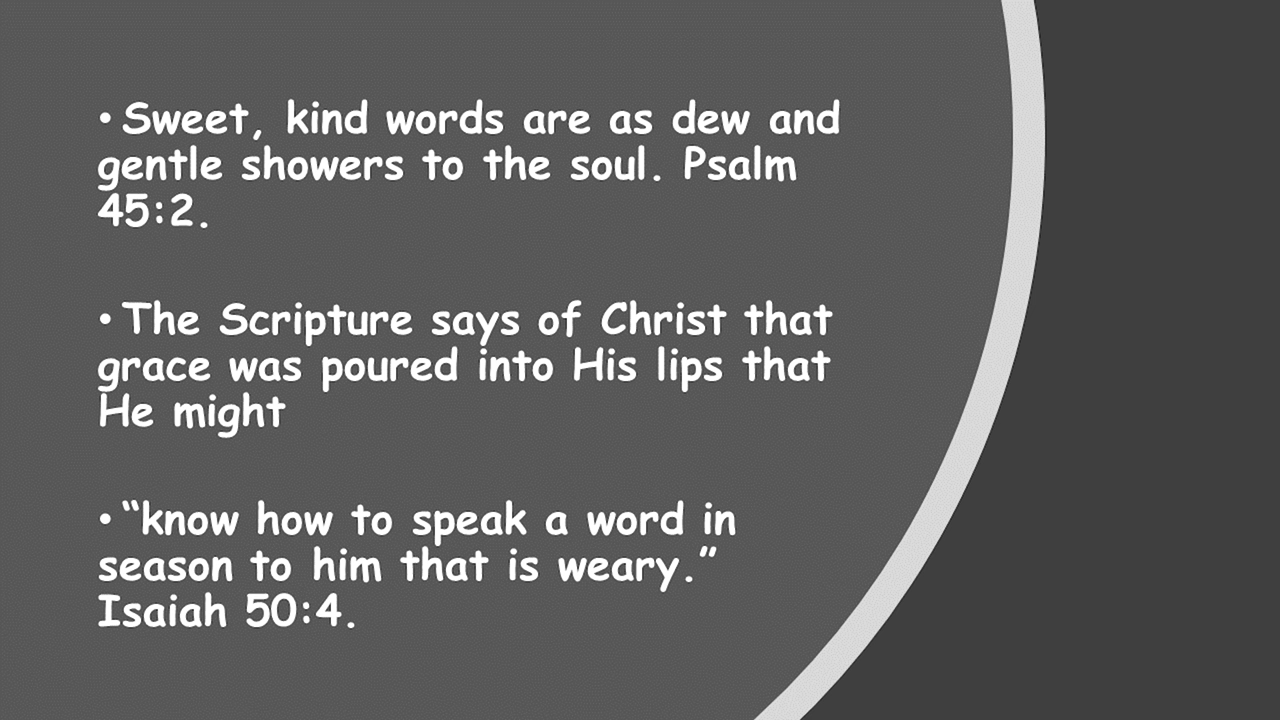 • Sweet, kind words are as dew and
gentle showers to the soul. Psalm
45:2.
• The Scripture says of Christ that
grace was poured into His lips that
He might
• “know how to speak a word in
season to him that is weary.”
Isaiah 50:4.